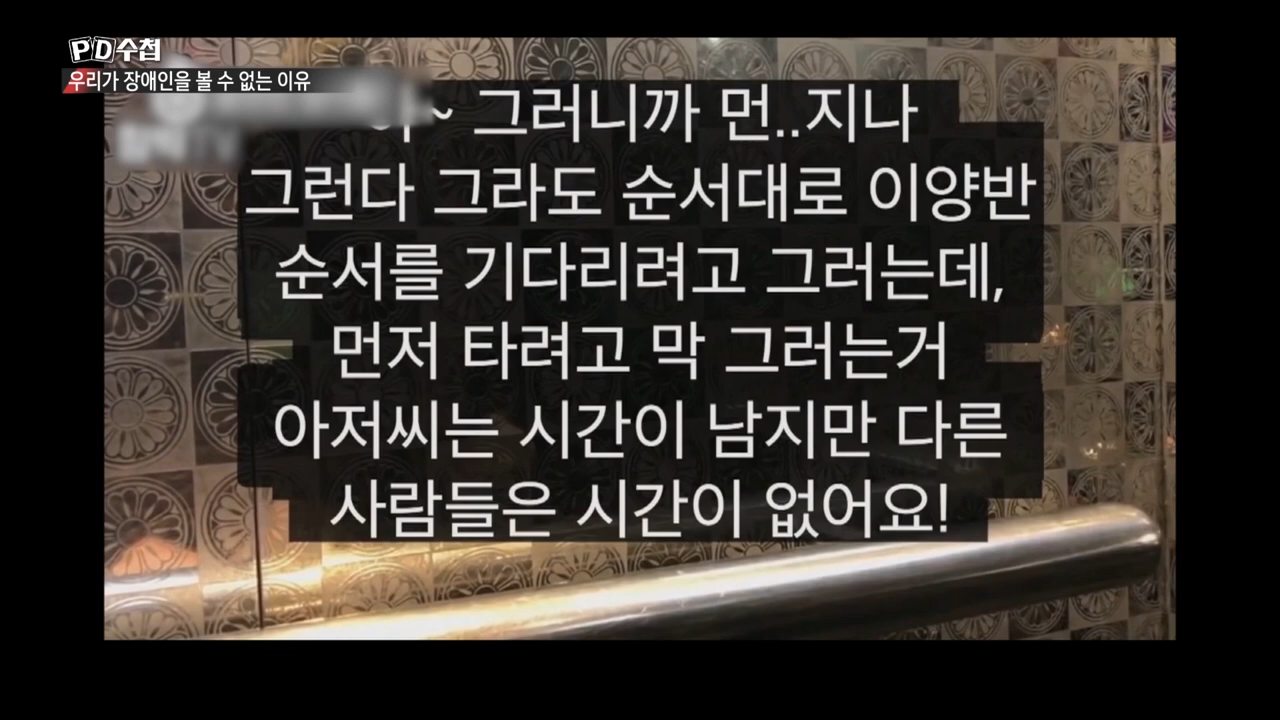 PD수첩
우리가 장애인을 볼 수 없는 이유
~ 그러니까 먼..지나
그런다 그라도 순서대로 이양반
순서를 기다리려고 그러는데,
먼저 타려고 막 그러는거
아저씨는 시간이 남지만 다른
사람들은 시간이 없어요!